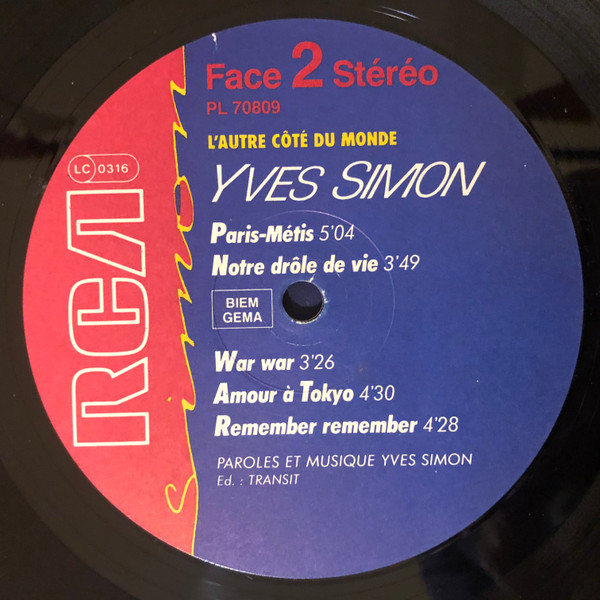 Face 2 Stéréo
PL 70809
L'AUTRE CÔTÉ DU MONDE
YVES SIMON
LC 0316
RCA
Simon
Paris-Métis 5'04
Notre drôle de vie 3'49
BIEM
GEMA
War war 3'26
Amour à Tokyo 4'30
Remember remember 4'28
PAROLES ET MUSIQUE YVES SIMON
Ed. : TRANSIT